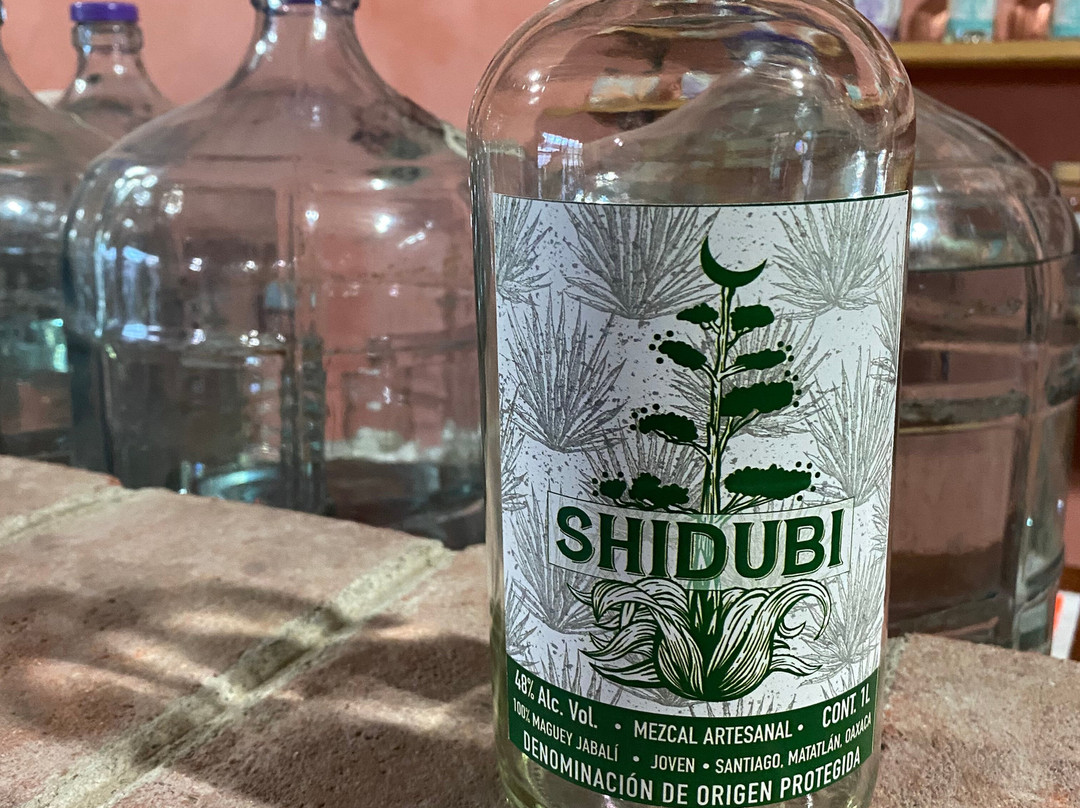 SHIDUBI
48% Alc. Vol. • MEZCAL ARTESANAL • CONT. 1L
100% MAGUEY JABALÍ • JOVEN • SANTIAGO, MATATLÁN, OAXACA
DENOMINACIÓN DE ORIGEN PROTEGIDA